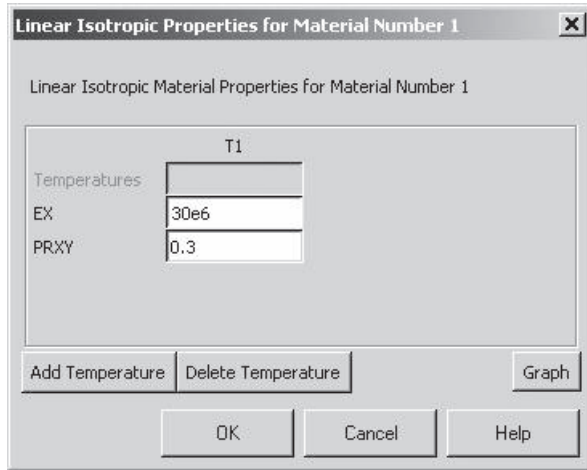 Linear Isotropic Properties for Material Number 1
Linear Isotropic Material Properties for Material Number 1
T1
Temperatures
EX 30e6
PRXY 0.3
Add Temperature Delete Temperature Graph
OK Cancel Help